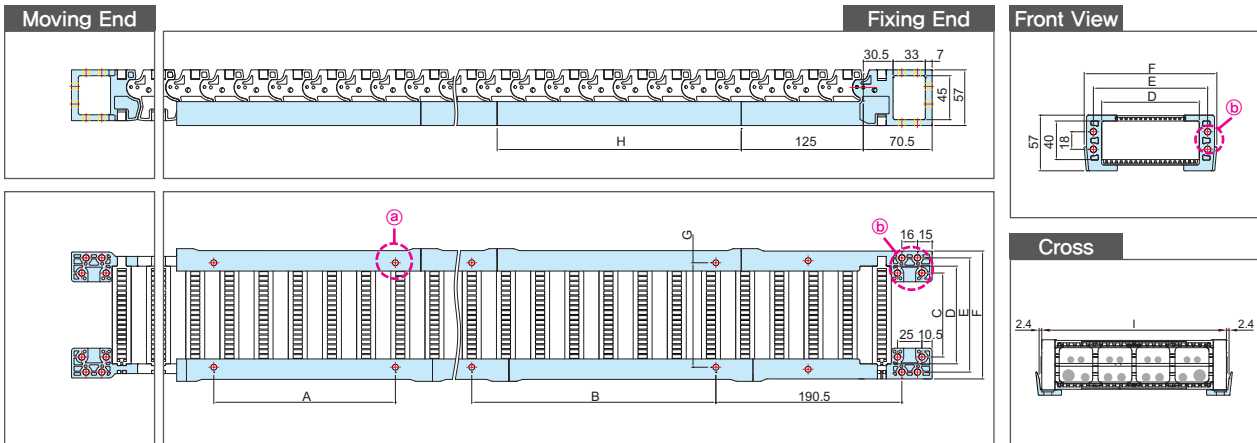 Moving End
Fixing End
30.5 33 7
45
57
H
125
70.5
Front View
F
E
D
ⓑ
57
40
18
ⓐ
ⓑ
G
16 15
C
D
E
F
25 10.5
A
B
190.5
Cross
2.4
I
2.4